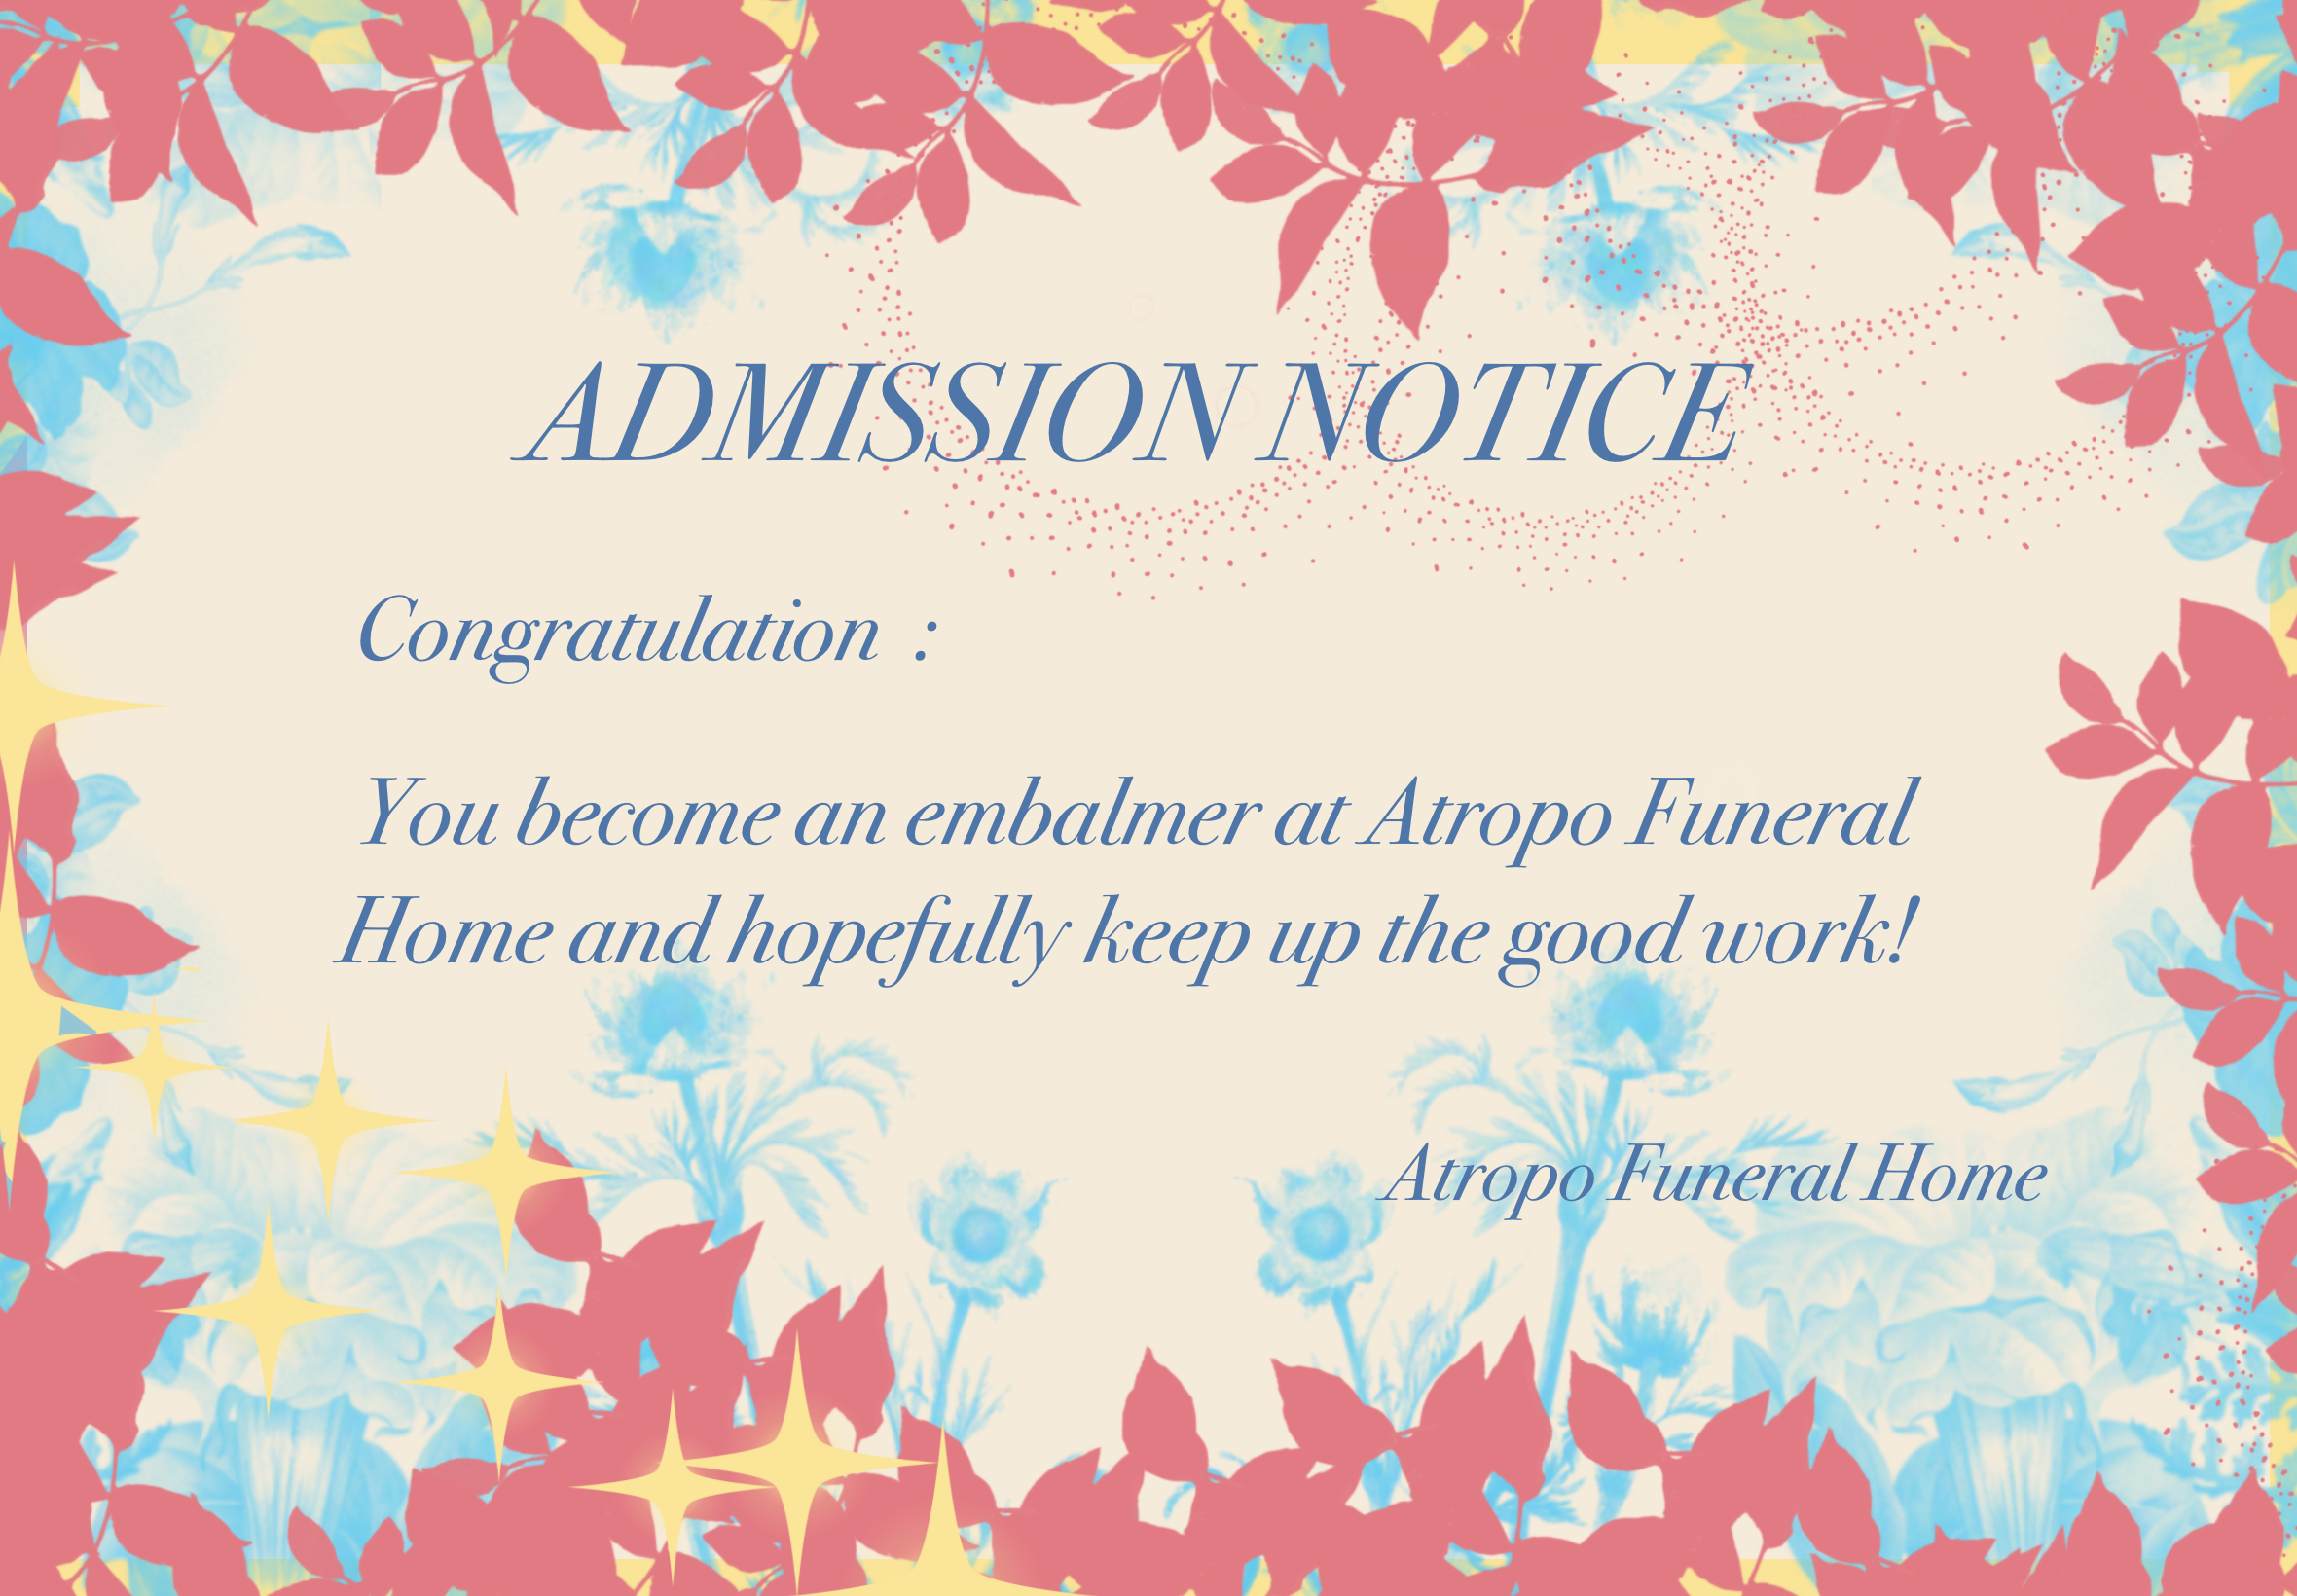 ADMISSION NOTICE
Congratulation :
You become an embalmer at Atropo Funeral
Home and hopefully keep up the good work!
Atropo Funeral Home